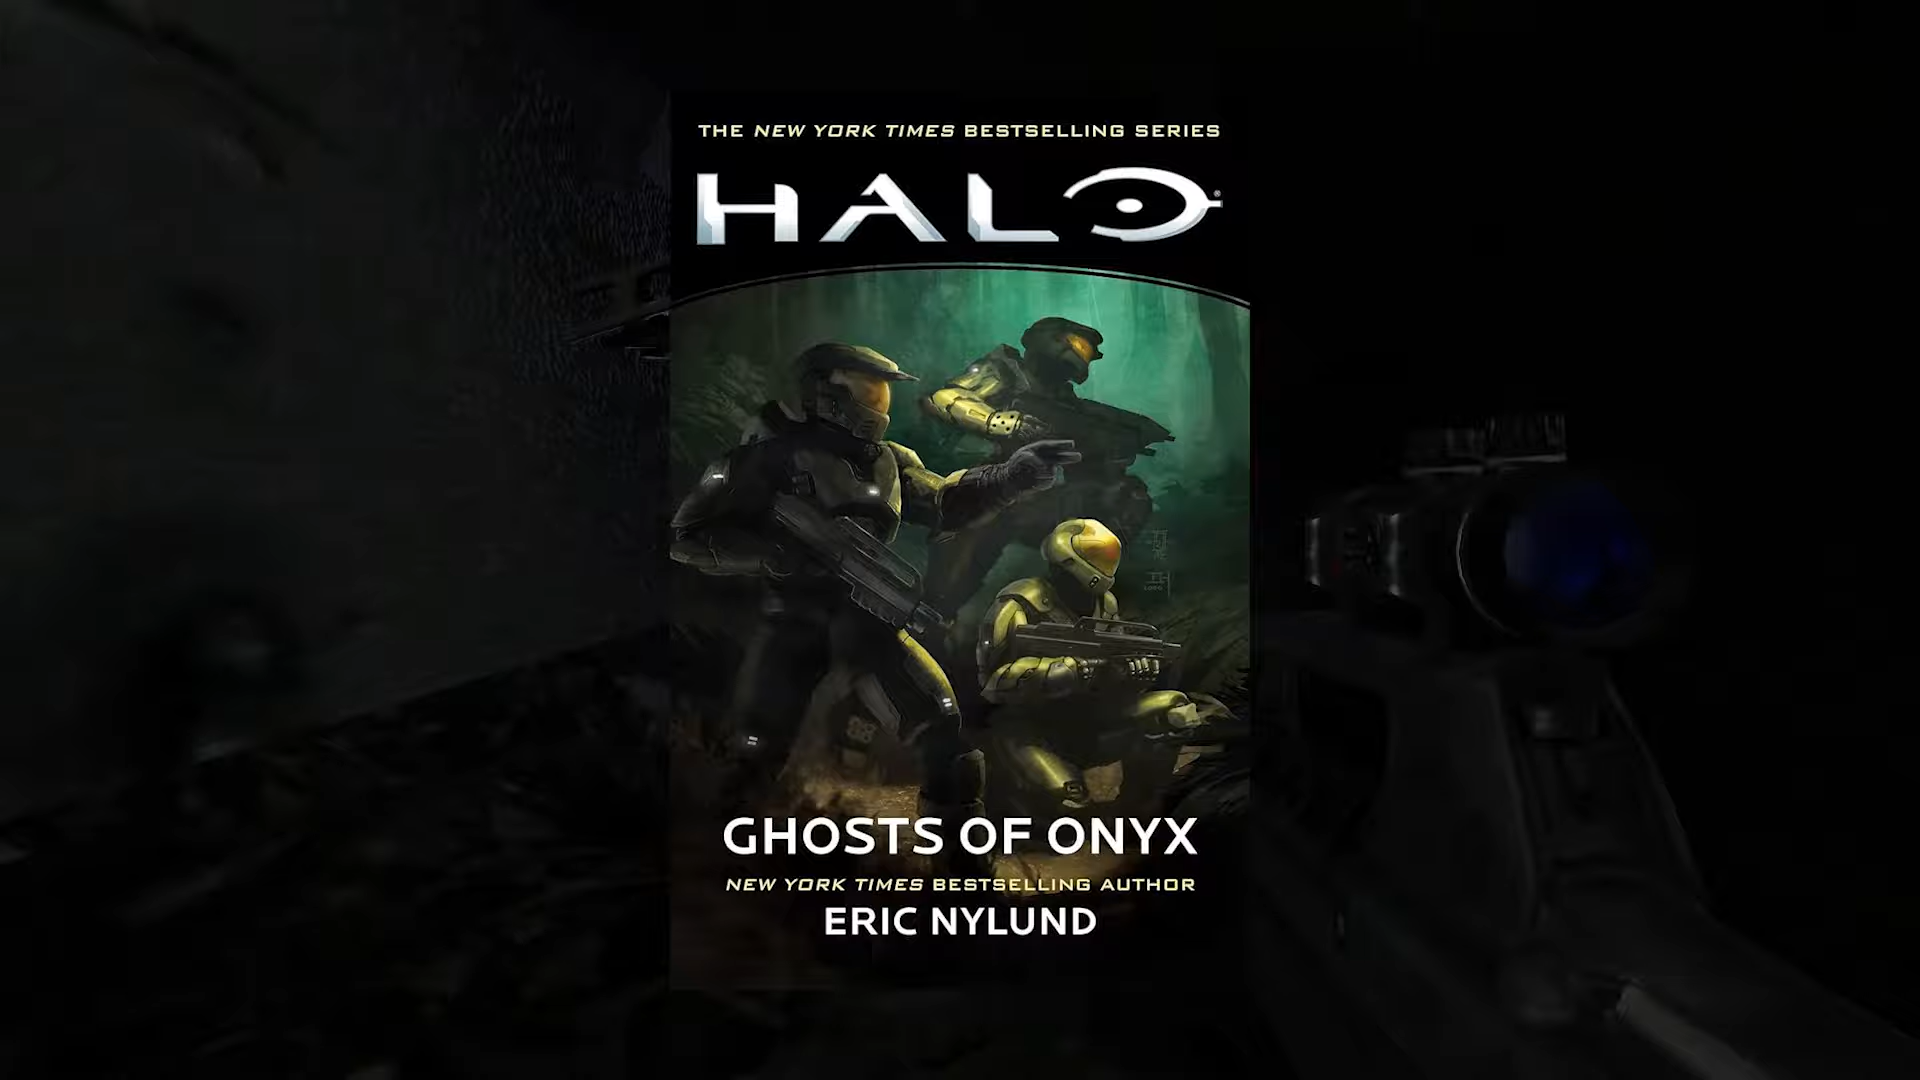 THE NEW YORK TIMES BESTSELLING SERIES
HALO
GHOSTS OF ONYX
NEW YORK TIMES BESTSELLING AUTHOR
ERIC NYLUND